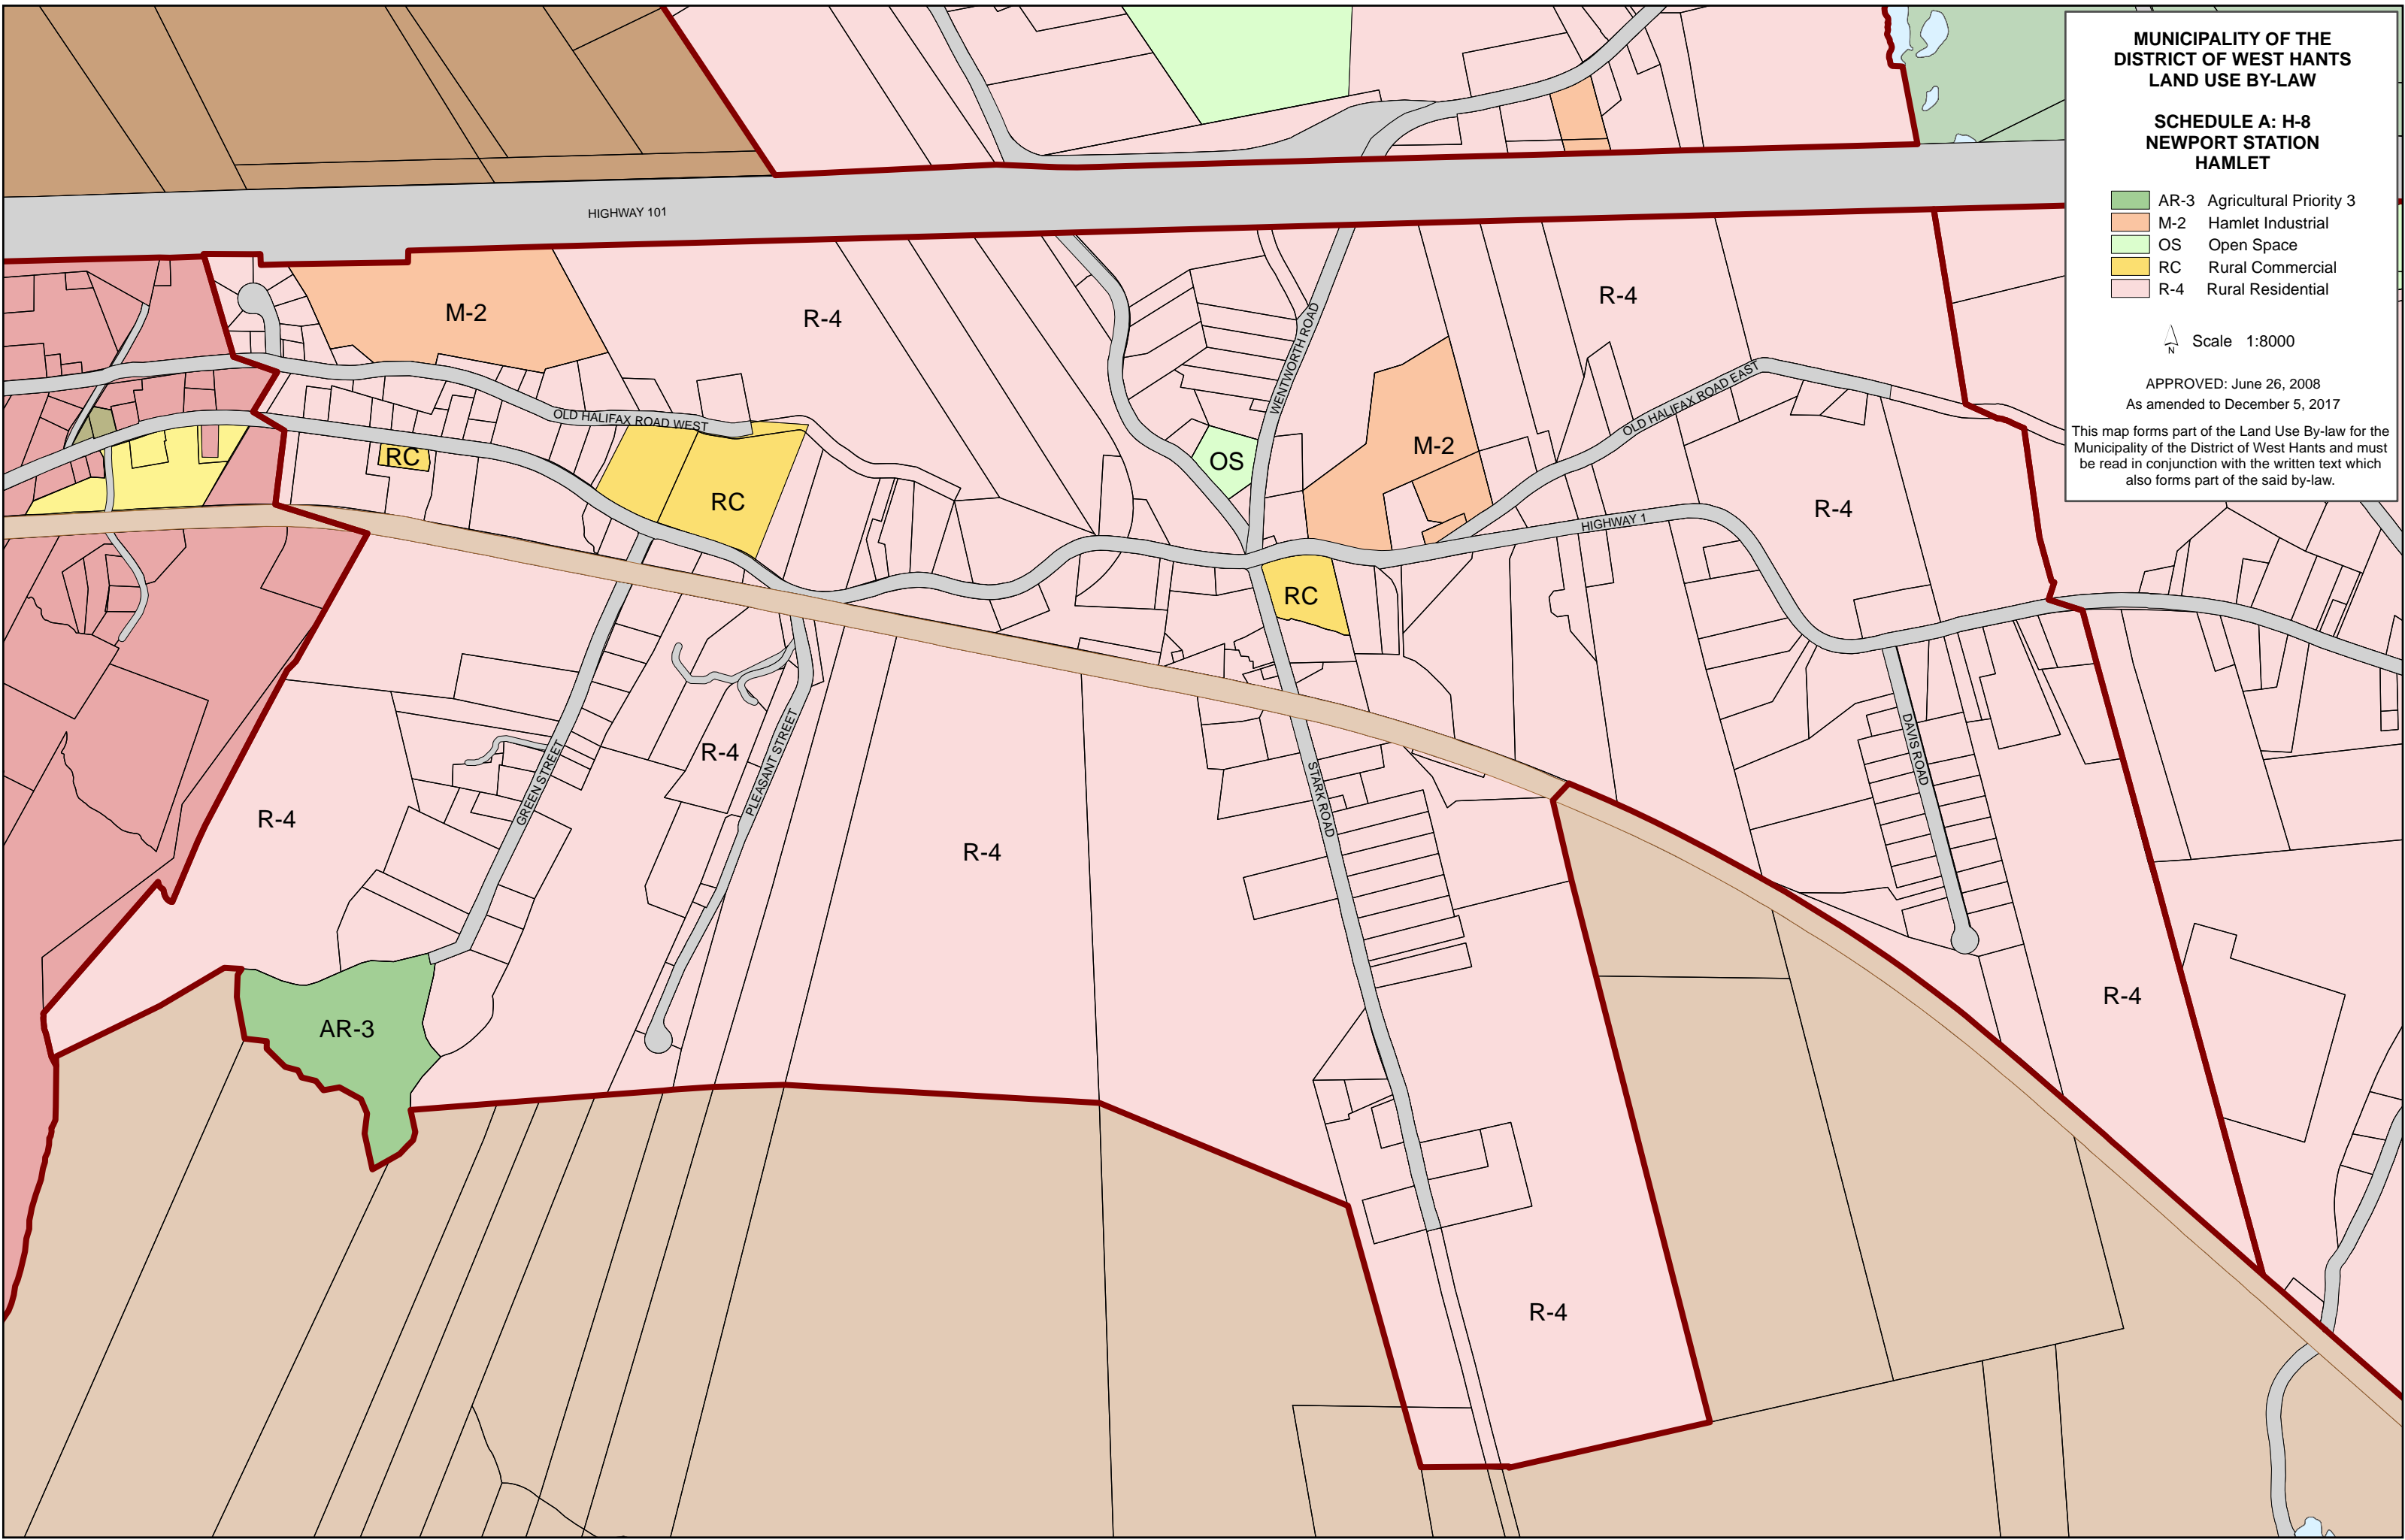 MUNICIPALITY OF THE
DISTRICT OF WEST HANTS
LAND USE BY-LAW
SCHEDULE A: H-8
NEWPORT STATION
HAMLET
AR-3 Agricultural Priority 3
M-2 Hamlet Industrial
OS Open Space
RC Rural Commercial
R-4 Rural Residential
N
Scale 1:8000
APPROVED: June 26, 2008
As amended to December 5, 2017
This map forms part of the Land Use By-law for the
Municipality of the District of West Hants and must
be read in conjunction with the written text which
also forms part of the said by-law.
HIGHWAY 101
M-2
R-4
R-4
WENTWORTH ROAD
OLD HALIFAX ROAD EAST
OLD HALIFAX ROAD WEST
M-2
RC
OS
RC
R-4
HIGHWAY 1
RC
R-4
PLEASANT STREET
DAVIS ROAD
GREEN STREET
STARK ROAD
R-4
R-4
R-4
AR-3
R-4